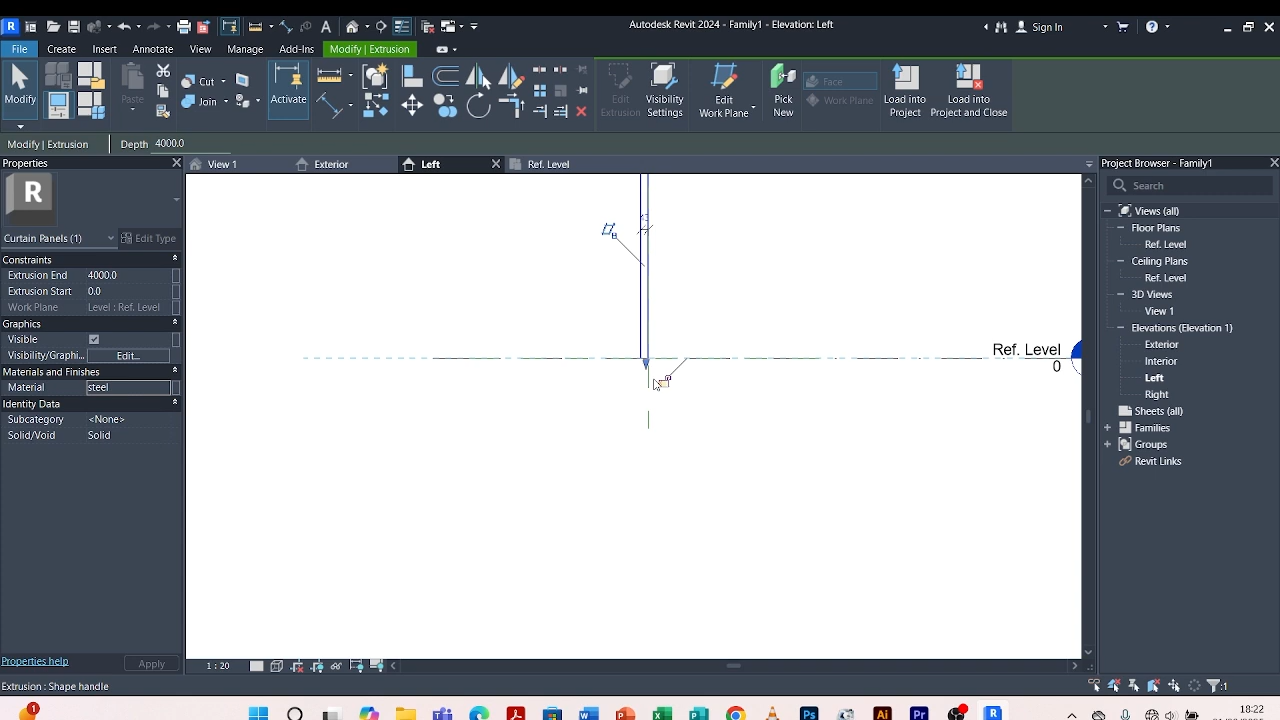 Autodesk Revit 2024 - Family1 - Elevation: Left
Sign In
File Create Insert Annotate View Manage Add-Ins Modify | Extrusion
Modify
Paste
Cut
Join
Activate
Edit Extrusion
Visibility Settings
Edit Work Plane
Pick New
Face
Work Plane
Load into Project
Load into Project and Close
Modify | Extrusion Depth 4000.0
Properties
View 1 Exterior Left Ref. Level
Project Browser - Family1
R
Search
Curtain Panels (1) Edit Type
Constraints
Extrusion End 4000.0
Extrusion Start 0.0
Work Plane Level : Ref. Level
Graphics
Visible
Visibility/Graph... Edit...
Materials and Finishes
Material steel
Identity Data
Subcategory <None>
Solid/Void Solid
Properties help Apply
Ref. Level
0
Views (all)
Floor Plans
Ref. Level
Ceiling Plans
Ref. Level
3D Views
View 1
Elevations (Elevation 1)
Exterior
Interior
Left
Right
Sheets (all)
Families
Groups
Revit Links
1 : 20
Extrusion : Shape handle
:1
1
18:22